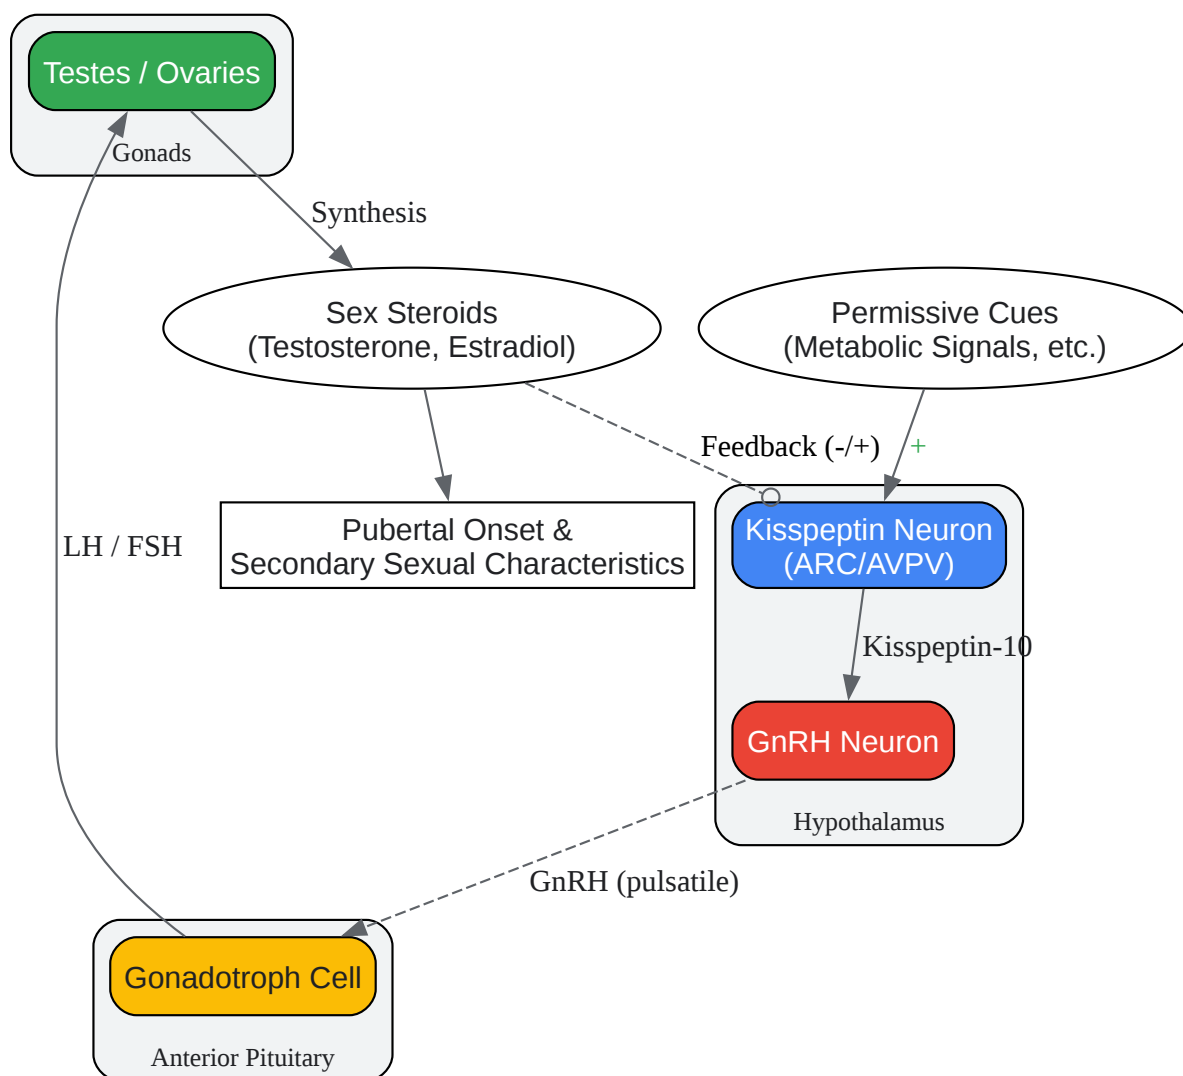 Testes / Ovaries
Gonads
Synthesis
Sex Steroids
(Testosterone, Estradiol)
Permissive Cues
(Metabolic Signals, etc.)
Feedback (-/+)
+
Pubertal Onset &
Secondary Sexual Characteristics
Kisspeptin Neuron
(ARC/AVPV)
LH / FSH
Kisspeptin-10
GnRH Neuron
Hypothalamus
GnRH (pulsatile)
Gonadotroph Cell
Anterior Pituitary